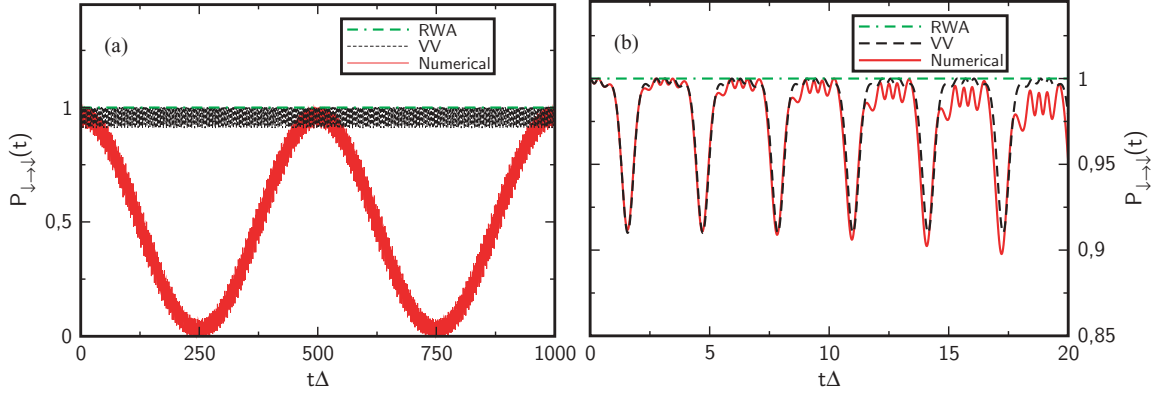 (a)
RWA
VV
Numerical
1
0,5
0
P↓→↓(t)
0 250 500 750 1000
tΔ
(b)
RWA
VV
Numerical
1
0,95
0,9
0,85
P↓→↓(t)
0 5 10 15 20
tΔ